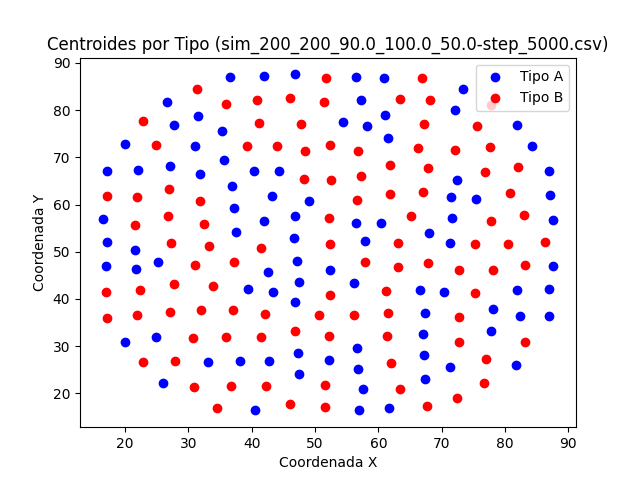 Centroides por Tipo (sim_200_200_90.0_100.0_50.0-step_5000.csv)
Tipo A
Tipo B
90
80
70
60
50
40
30
20
Coordenada Y
20 30 40 50 60 70 80 90
Coordenada X